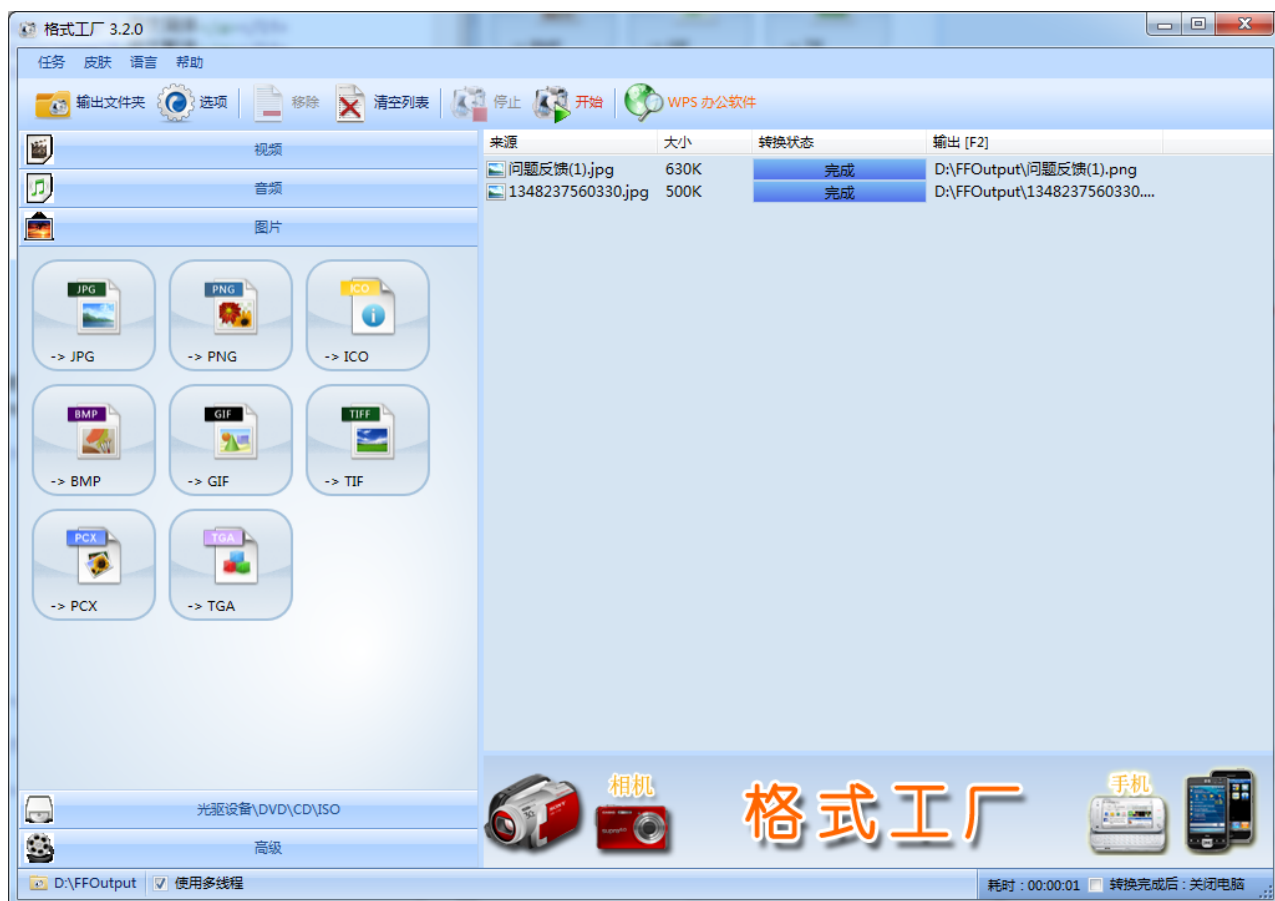 格式工厂 3.2.0
任务 皮肤 语言 帮助
输出文件夹 选项 移除 清空列表 停止 开始 WPS 办公软件
视频
音频
图片
JPG PNG ICO
-> JPG -> PNG -> ICO
BMP GIF TIFF
-> BMP -> GIF -> TIF
PCX TGA
-> PCX -> TGA
光驱设备\DVD\CD\ISO
高级
来源 大小 转换状态 输出 [F2]
问题反馈(1).jpg 630K 完成 D:\FFOutput\问题反馈(1).png
1348237560330.jpg 500K 完成 D:\FFOutput\1348237560330....
相机 格式工厂 手机
D:\FFOutput 使用多线程 耗时 : 00:00:01 转换完成后 : 关闭电脑